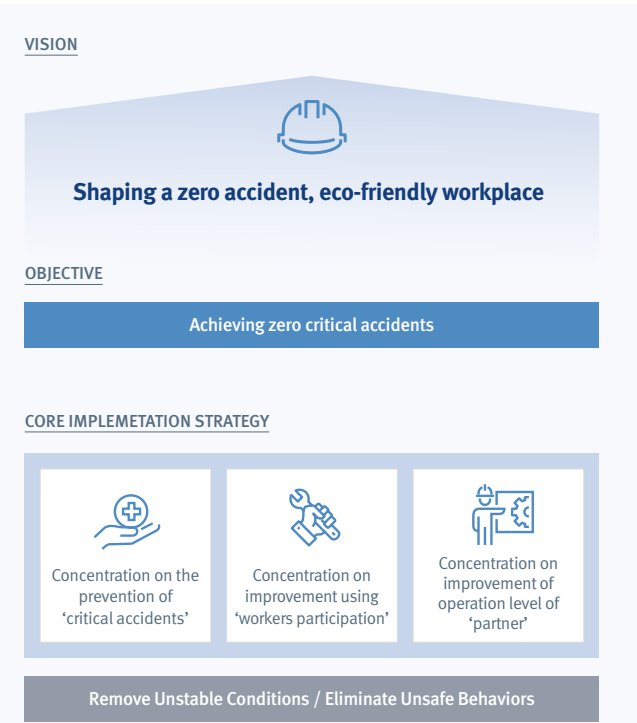 VISION
Shaping a zero accident, eco-friendly workplace
OBJECTIVE
Achieving zero critical accidents
CORE IMPLEMETATION STRATEGY
Concentration on the
prevention of
‘critical accidents’
Concentration on
improvement using
‘workers participation’
Concentration on
improvement of
operation level of
‘partner’
Remove Unstable Conditions / Eliminate Unsafe Behaviors